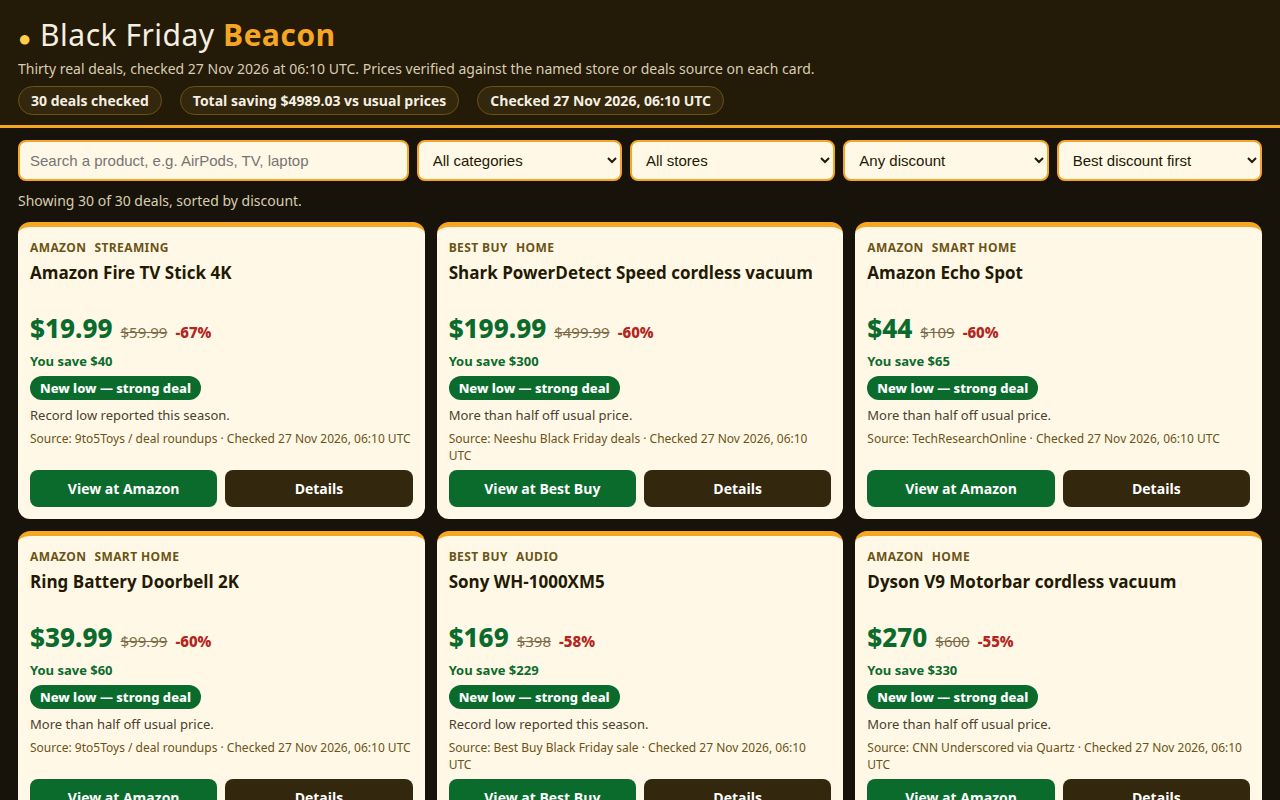 Black Friday Beacon
Thirty real deals, checked 27 Nov 2026 at 06:10 UTC. Prices verified against the named store or deals source on each card.
30 deals checked
Total saving $4989.03 vs usual prices
Checked 27 Nov 2026, 06:10 UTC
Search a product, e.g. AirPods, TV, laptop
All categories
All stores
Any discount
Best discount first
Showing 30 of 30 deals, sorted by discount.
AMAZON STREAMING
Amazon Fire TV Stick 4K
$19.99 $59.99 -67%
You save $40
New low — strong deal
Record low reported this season.
Source: 9to5Toys / deal roundups · Checked 27 Nov 2026, 06:10 UTC
View at Amazon
Details
BEST BUY HOME
Shark PowerDetect Speed cordless vacuum
$199.99 $499.99 -60%
You save $300
New low — strong deal
More than half off usual price.
Source: Neeshu Black Friday deals · Checked 27 Nov 2026, 06:10
UTC
View at Best Buy
Details
AMAZON SMART HOME
Amazon Echo Spot
$44 $109 -60%
You save $65
New low — strong deal
More than half off usual price.
Source: TechResearchOnline · Checked 27 Nov 2026, 06:10 UTC
View at Amazon
Details
AMAZON SMART HOME
Ring Battery Doorbell 2K
$39.99 $99.99 -60%
You save $60
New low — strong deal
More than half off usual price.
Source: 9to5Toys / deal roundups · Checked 27 Nov 2026, 06:10 UTC
View at Amazon
Details
BEST BUY AUDIO
Sony WH-1000XM5
$169 $398 -58%
You save $229
New low — strong deal
Record low reported this season.
Source: Best Buy Black Friday sale · Checked 27 Nov 2026, 06:10
UTC
View at Best Buy
Details
AMAZON HOME
Dyson V9 Motorbar cordless vacuum
$270 $600 -55%
You save $330
New low — strong deal
More than half off usual price.
Source: CNN Underscored via Quartz · Checked 27 Nov 2026, 06:10
UTC
View at Amazon
Details